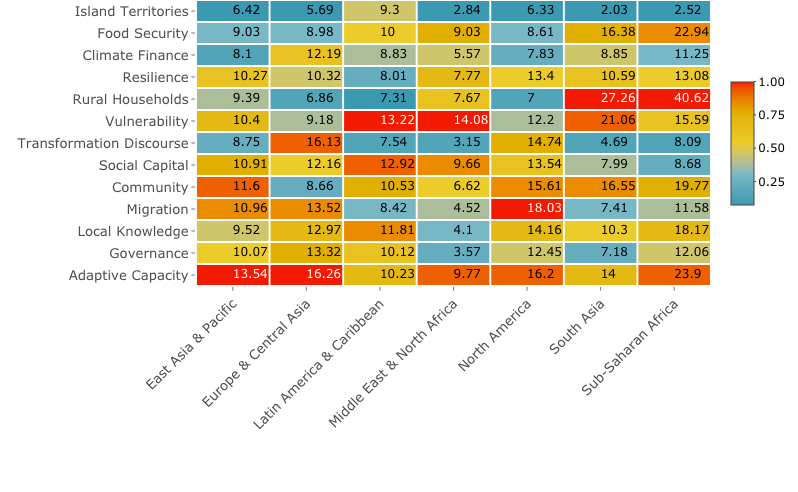 Island Territories 6.42 5.69 9.3 2.84 6.33 2.03 2.52
Food Security 9.03 8.98 10 9.03 8.61 16.38 22.94
Climate Finance 8.1 12.19 8.83 5.57 7.83 8.85 11.25
Resilience 10.27 10.32 8.01 7.77 13.4 10.59 13.08
Rural Households 9.39 6.86 7.31 7.67 7 27.26 40.62
Vulnerability 10.4 9.18 13.22 14.08 12.2 21.06 15.59
Transformation Discourse 8.75 16.13 7.54 3.15 14.74 4.69 8.09
Social Capital 10.91 12.16 12.92 9.66 13.54 7.99 8.68
Community 11.6 8.66 10.53 6.62 15.61 16.55 19.77
Migration 10.96 13.52 8.42 4.52 18.03 7.41 11.58
Local Knowledge 9.52 12.97 11.81 4.1 14.16 10.3 18.17
Governance 10.07 13.32 10.12 3.57 12.45 7.18 12.06
Adaptive Capacity 13.54 16.26 10.23 9.77 16.2 14 23.9
East Asia & Pacific
Europe & Central Asia
Latin America & Caribbean
Middle East & North Africa
North America
South Asia
Sub-Saharan Africa
1.00
0.75
0.50
0.25